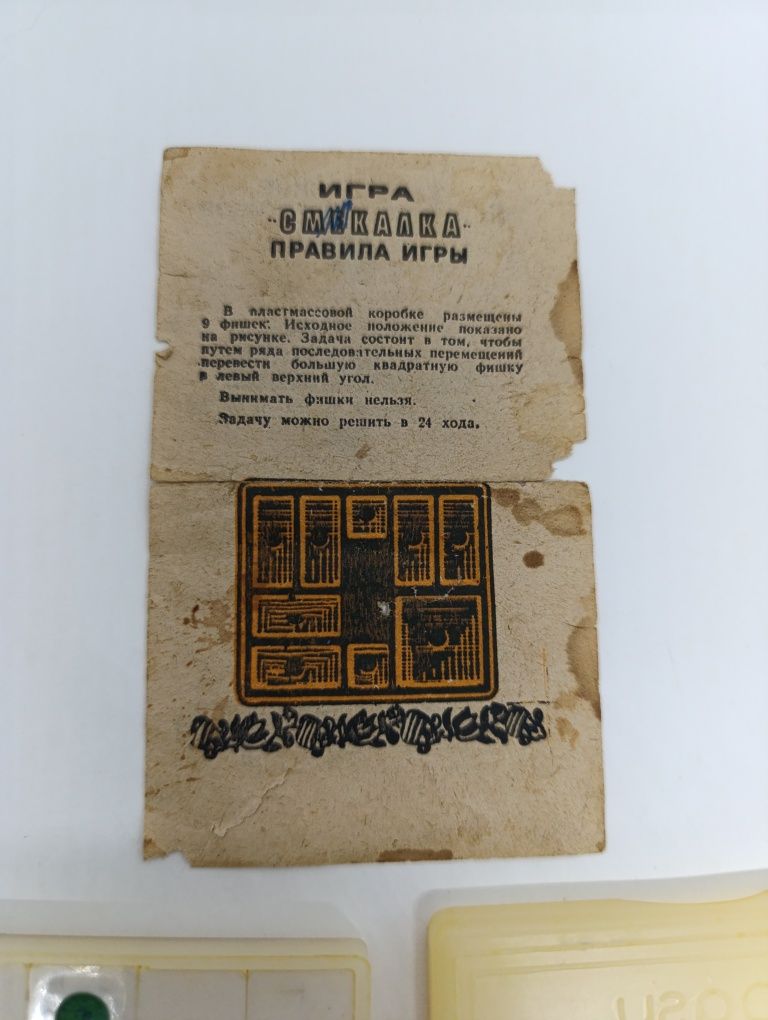 ИГРА
"СМЕКАЛКА"
ПРАВИЛА ИГРЫ
В пластмассовой коробке размещены
9 фишек. Исходное положение показано
на рисунке. Задача состоит в том, чтобы
путем ряда последовательных перемещений
перевести большую квадратную фишку
в левый верхний угол.
Вынимать фишки нельзя.
Задачу можно решить в 24 хода.